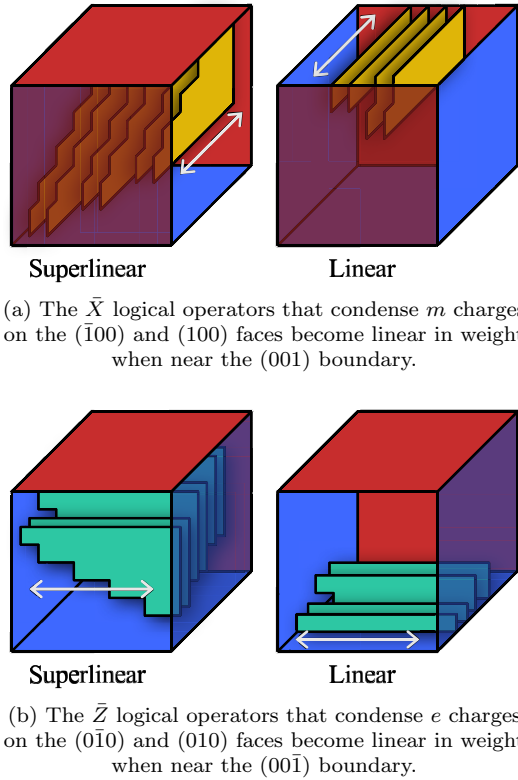 Superlinear
Linear
(a) The X̄ logical operators that condense m charges
on the (1̄00) and (100) faces become linear in weight
when near the (001) boundary.
Superlinear
Linear
(b) The Z̄ logical operators that condense e charges
on the (01̄0) and (010) faces become linear in weight
when near the (001̄) boundary.